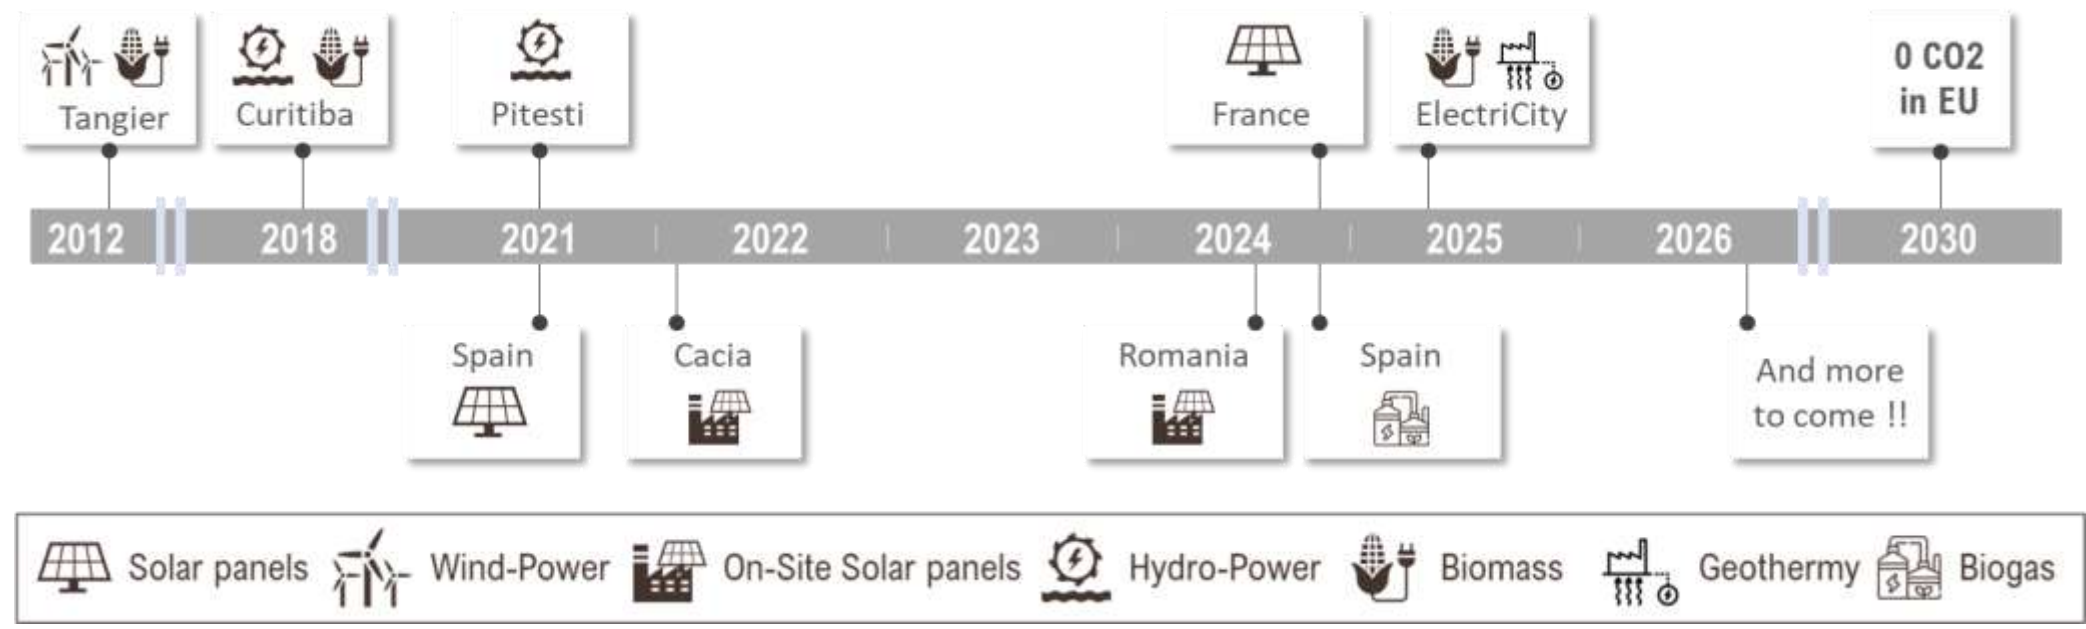 Tangier
Curitiba
Pitesti
France
ElectriCity
0 CO2
in EU
2012 2018 2021 2022 2023 2024 2025 2026 2030
Spain
Cacia
Romania
Spain
And more
to come !!
Solar panels Wind-Power On-Site Solar panels Hydro-Power Biomass Geothermy Biogas